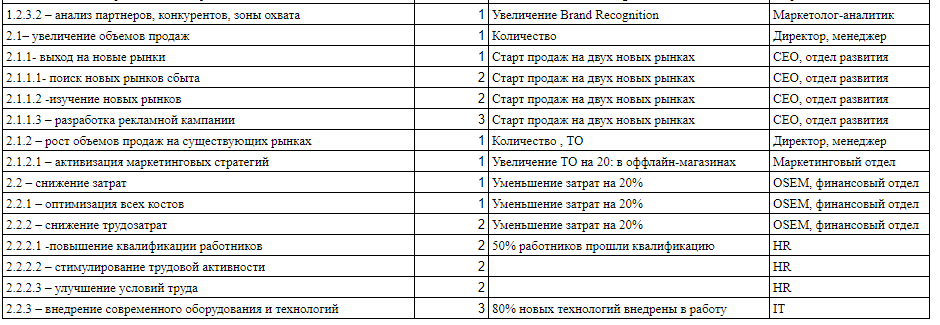 1.2.3.2 – анализ партнеров, конкурентов, зоны охвата 1 Увеличение Brand Recognition Маркетолог-аналитик
2.1– увеличение объемов продаж 1 Количество Директор, менеджер
2.1.1- выход на новые рынки 1 Старт продаж на двух новых рынках CEO, отдел развития
2.1.1.1- поиск новых рынков сбыта 2 Старт продаж на двух новых рынках CEO, отдел развития
2.1.1.2 -изучение новых рынков 2 Старт продаж на двух новых рынках CEO, отдел развития
2.1.1.3 – разработка рекламной кампании 3 Старт продаж на двух новых рынках CEO, отдел развития
2.1.2 – рост объемов продаж на существующих рынках 1 Количество , ТО Директор, менеджер
2.1.2.1 – активизация маркетинговых стратегий 1 Увеличение ТО на 20: в оффлайн-магазинах Маркетинговый отдел
2.2 – снижение затрат 1 Уменьшение затрат на 20% OSEM, финансовый отдел
2.2.1 – оптимизация всех костов 1 Уменьшение затрат на 20% OSEM, финансовый отдел
2.2.2 – снижение трудозатрат 2 Уменьшение затрат на 20% OSEM, финансовый отдел
2.2.2.1 -повышение квалификации работников 2 50% работников прошли квалификацию HR
2.2.2.2 – стимулирование трудовой активности 2 HR
2.2.2.3 – улучшение условий труда 2 HR
2.2.3 – внедрение современного оборудования и технологий 3 80% новых технологий внедрены в работу IT